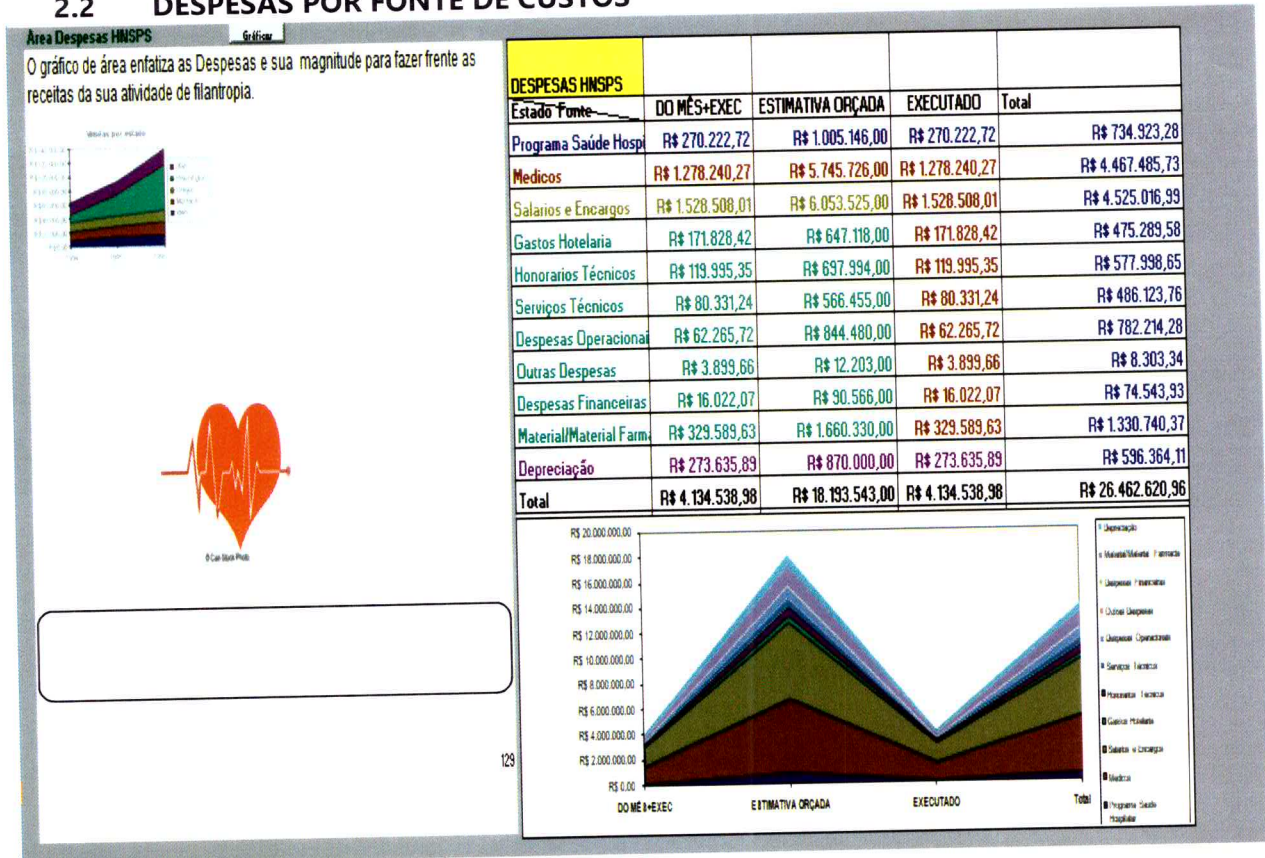 2.2 DESPESAS POR FONTE DE CUSTOS
Área Despesas HNSPS
Gráficos
O gráfico de área enfatiza as Despesas e sua magnitude para fazer frente as
receitas da sua atividade de filantropia.
© Can Stock Photo
129
DESPESAS HNSPS
Estado Fonte DO MÊS+EXEC ESTIMATIVA ORÇADA EXECUTADO Total
Programa Saúde Hospi R$ 270.222,72 R$ 1.005.146,00 R$ 270.222,72 R$ 734.923,28
Medicos R$ 1.278.240,27 R$ 5.745.726,00 R$ 1.278.240,27 R$ 4.467.485,73
Salarios e Encargos R$ 1.528.508,01 R$ 6.053.525,00 R$ 1.528.508,01 R$ 4.525.016,99
Gastos Hotelaria R$ 171.828,42 R$ 647.118,00 R$ 171.828,42 R$ 475.289,58
Honorarios Técnicos R$ 119.995,35 R$ 697.994,00 R$ 119.995,35 R$ 577.998,65
Serviços Técnicos R$ 80.331,24 R$ 566.455,00 R$ 80.331,24 R$ 486.123,76
Despesas Operacionai R$ 62.265,72 R$ 844.480,00 R$ 62.265,72 R$ 782.214,28
Outras Despesas R$ 3.899,66 R$ 12.203,00 R$ 3.899,66 R$ 8.303,34
Despesas Financeiras R$ 16.022,07 R$ 90.566,00 R$ 16.022,07 R$ 74.543,93
Material/Material Farma R$ 329.589,63 R$ 1.660.330,00 R$ 329.589,63 R$ 1.330.740,37
Depreciação R$ 273.635,89 R$ 870.000,00 R$ 273.635,89 R$ 596.364,11
Total R$ 4.134.538,98 R$ 18.193.543,00 R$ 4.134.538,98 R$ 26.462.620,96
R$ 20.000.000,00
R$ 18.000.000,00
R$ 16.000.000,00
R$ 14.000.000,00
R$ 12.000.000,00
R$ 10.000.000,00
R$ 8.000.000,00
R$ 6.000.000,00
R$ 4.000.000,00
R$ 2.000.000,00
R$ 0,00
DO MÊS+EXEC ESTIMATIVA ORÇADA EXECUTADO Total
Depreciação
Material/Material Farmacia
Despesas Financeiras
Outras Despesas
Despesas Operacionais
Serviços Técnicos
Honorarios Técnicos
Gastos Hotelaria
Salarios e Encargos
Medicos
Programa Saúde
Hospitalar